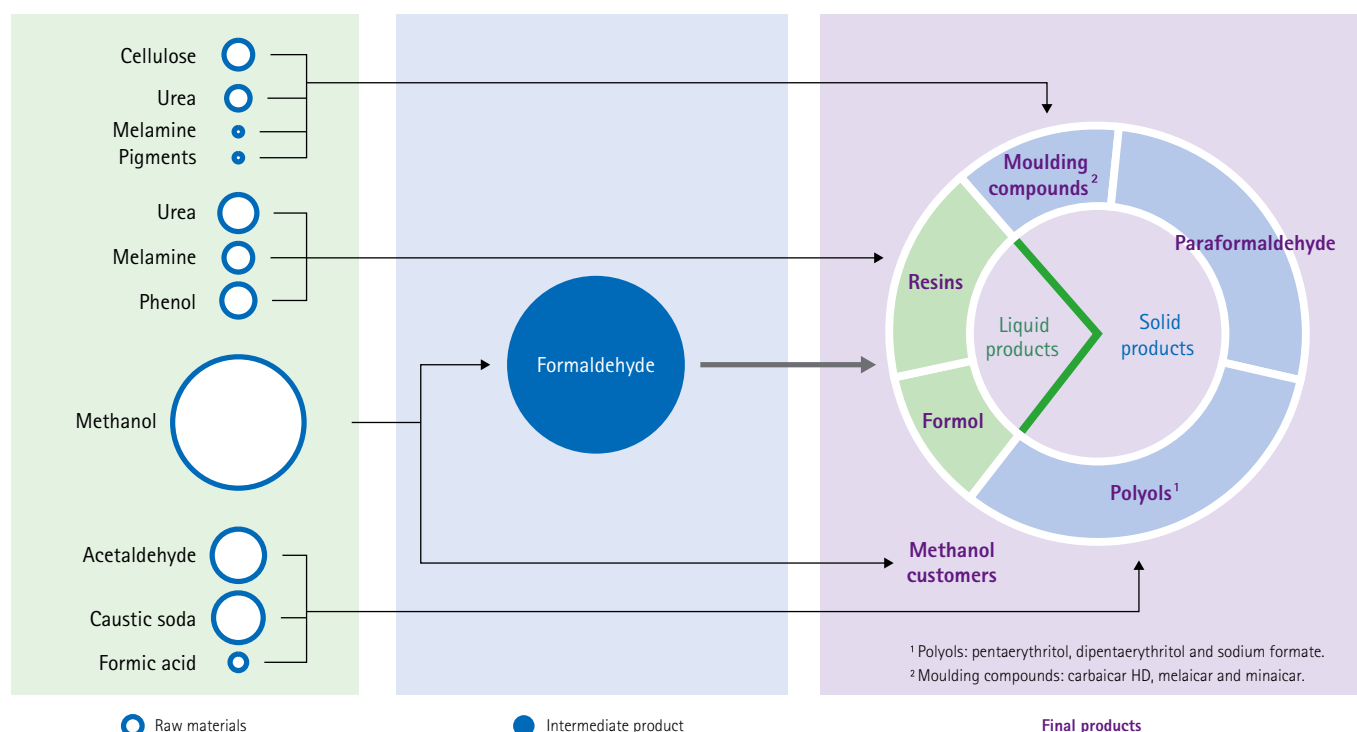 Cellulose
Urea
Melamine
Pigments
Urea
Melamine
Phenol
Methanol
Acetaldehyde
Caustic soda
Formic acid
Formaldehyde
Moulding
compounds ²
Paraformaldehyde
Resins
Liquid
products
Solid
products
Formol
Polyols ¹
Methanol
customers
¹ Polyols: pentaerythritol, dipentaerythritol and sodium formate.
² Moulding compounds: carbaicar HD, melaicar and minaicar.
Raw materials
Intermediate product
Final products